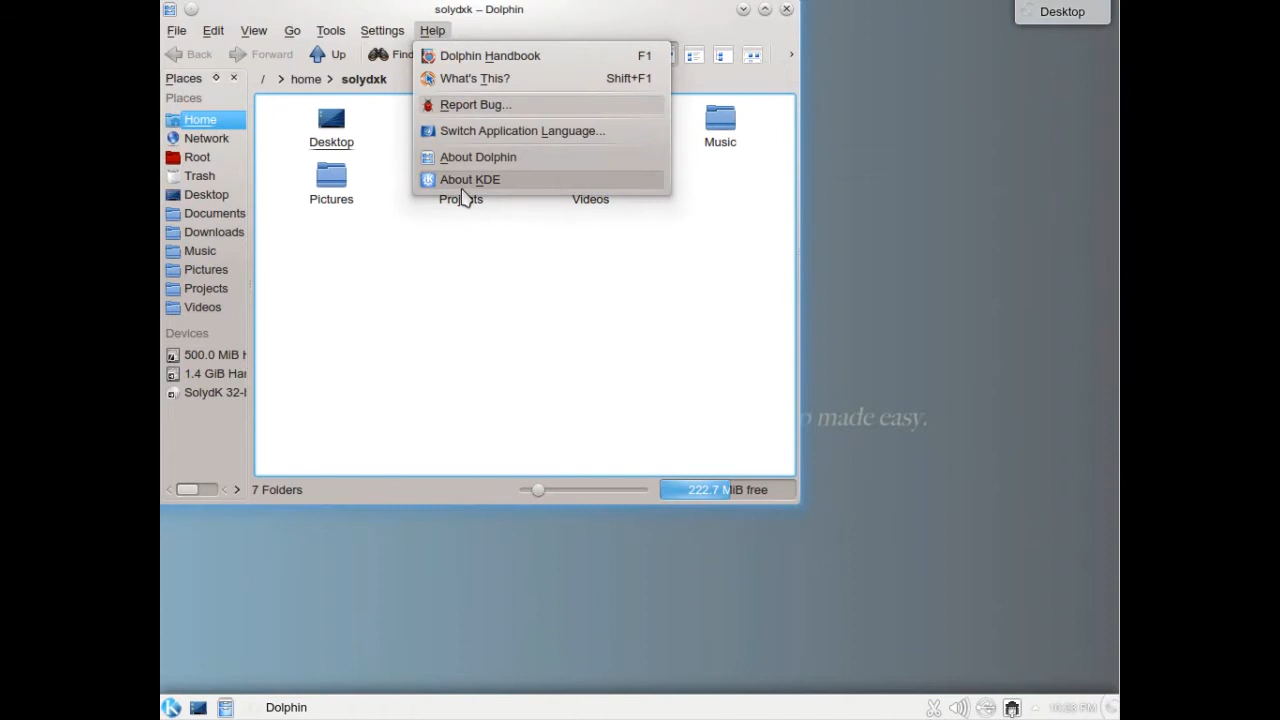 solydxk – Dolphin
Desktop
File Edit View Go Tools Settings Help
Back Forward Up Find
Dolphin Handbook F1
What's This? Shift+F1
Report Bug...
Switch Application Language...
About Dolphin
About KDE
Places
/ > home > solydxk
Places
Home
Network
Root
Trash
Desktop
Documents
Downloads
Music
Pictures
Projects
Videos
Devices
500.0 MiB
1.4 GiB Har
SolydK 32-
Desktop
Music
Pictures
Projects
Videos
made easy.
7 Folders
222.7 MiB free
Dolphin